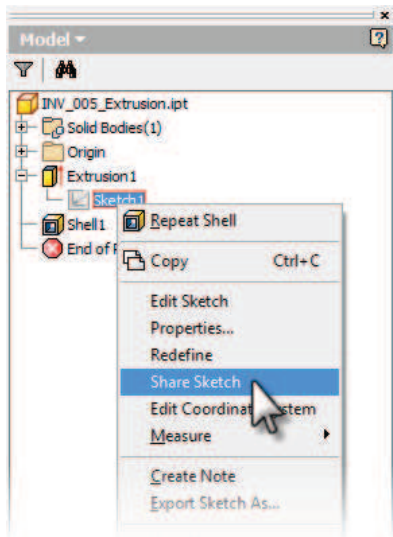 Model
INV_005_Extrusion.ipt
Solid Bodies(1)
Origin
Extrusion1
Sketch1
Shell1
End of
Repeat Shell
Copy Ctrl+C
Edit Sketch
Properties...
Redefine
Share Sketch
Edit Coordinat stem
Measure
Create Note
Export Sketch As...